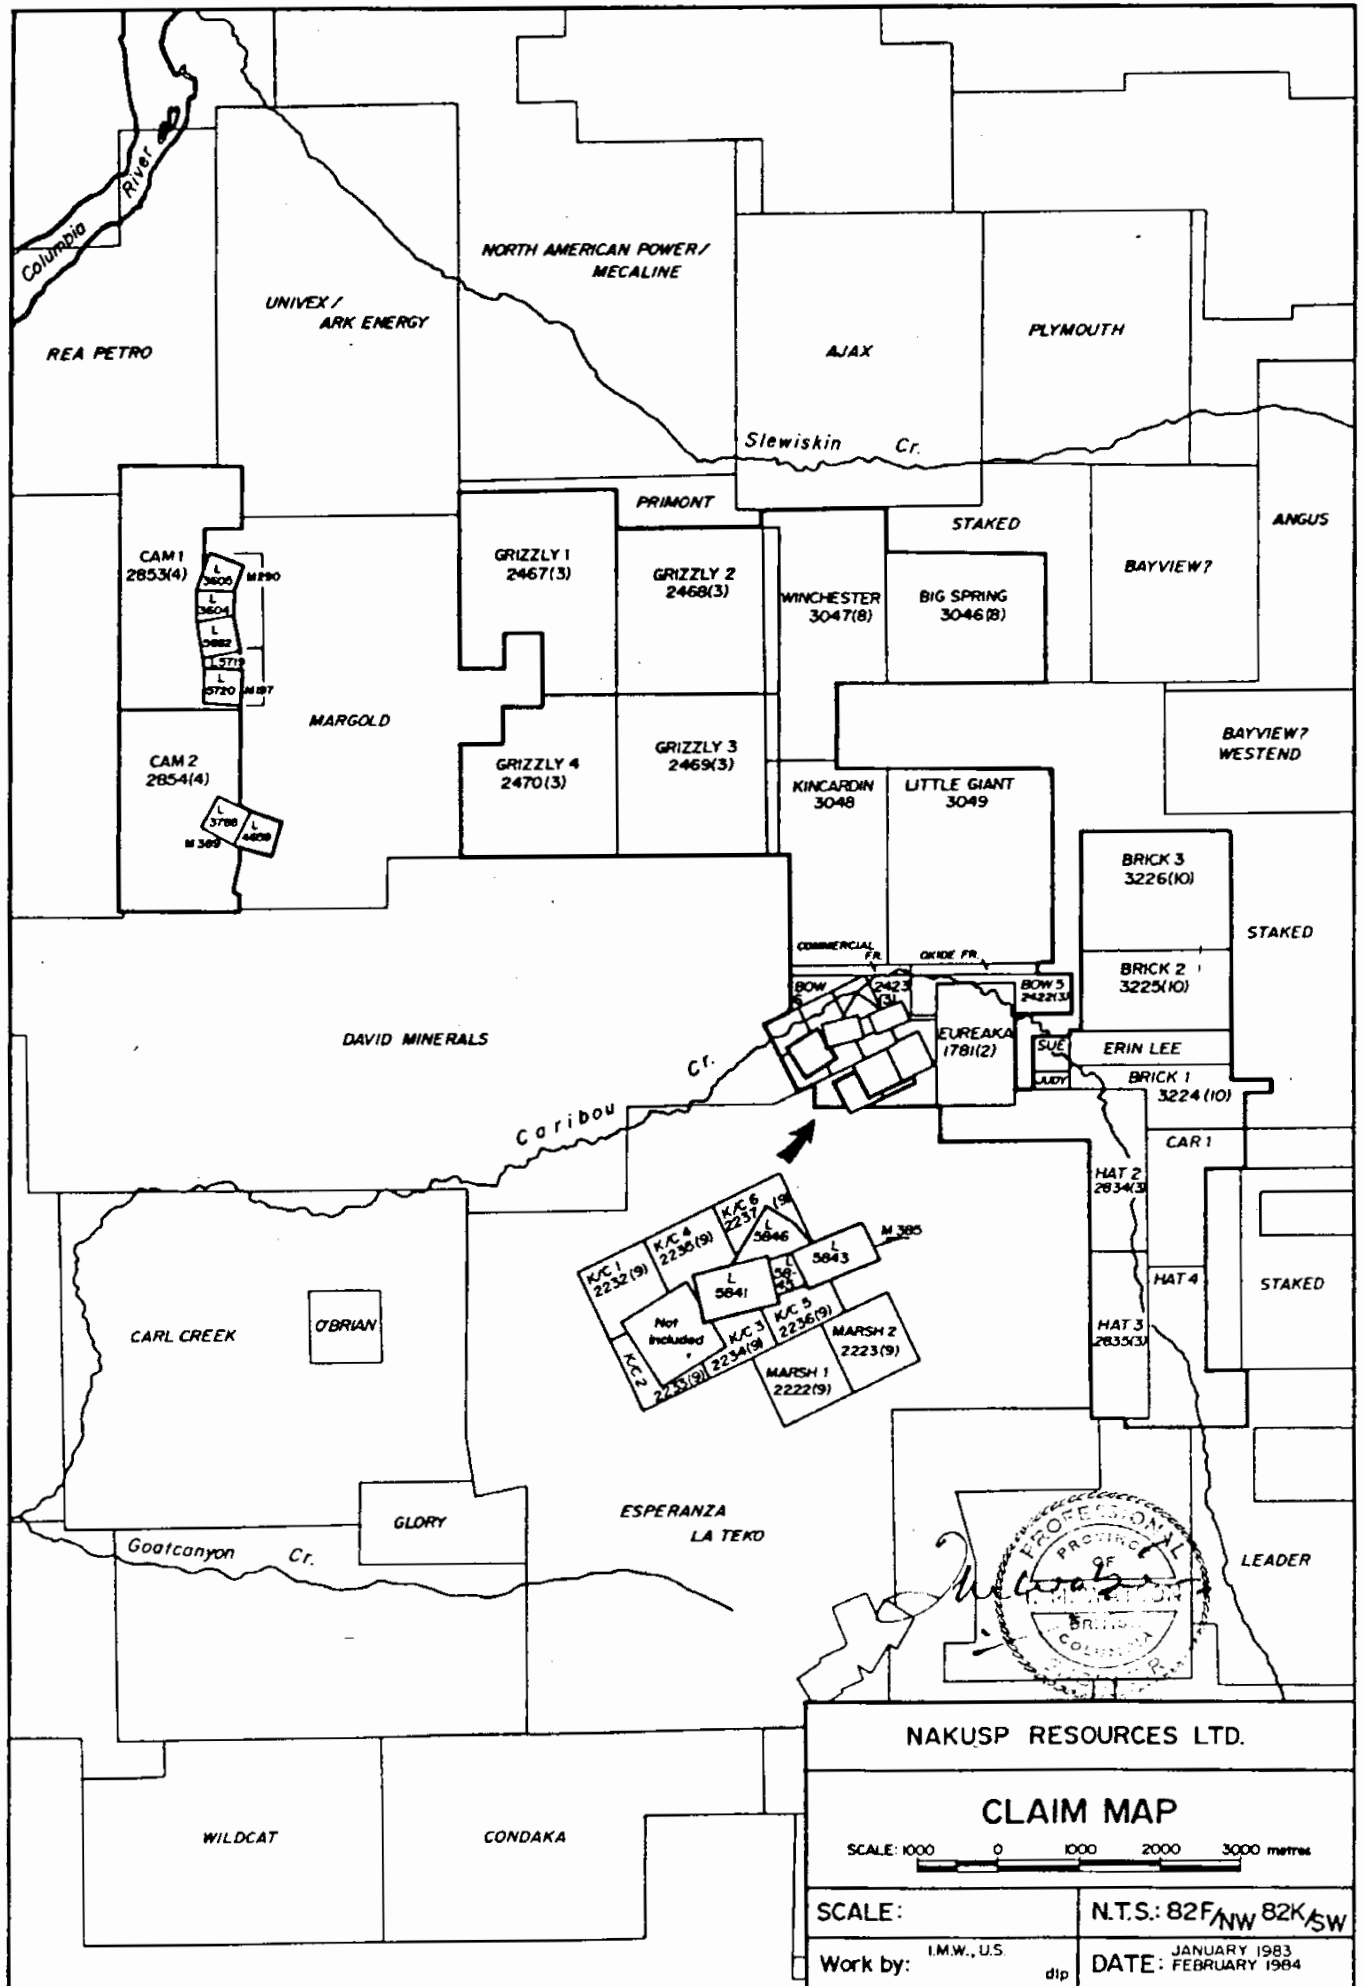 Columbia
River
NORTH AMERICAN POWER/
MECALINE
UNIVEX/
ARK ENERGY
REA PETRO
AJAX
PLYMOUTH
Slewiskin Cr.
PRIMONT
STAKED
ANGUS
CAM 1
2853(4)
L
3605
M 290
L
3604
L
L 5719
L
5720
M 197
GRIZZLY 1
2467(3)
GRIZZLY 2
2468(3)
WINCHESTER
3047(8)
BIG SPRING
3046(8)
BAYVIEW?
MARGOLD
CAM 2
2854(4)
L
3788
L
M 389
GRIZZLY 4
2470(3)
GRIZZLY 3
2469(3)
KINCARDIN
3048
LITTLE GIANT
3049
BAYVIEW?
WESTEND
BRICK 3
3226(10)
STAKED
BRICK 2
3225(10)
COMMERCIAL
FR.
OXIDE FR.
BOW
2423
(3)
BOW 5
2422(3)
EUREAKA
1781(2)
SUE
JUDY
ERIN LEE
BRICK 1
3224(10)
DAVID MINERALS
Caribou Cr.
CAR 1
HAT 2
2834(3)
HAT 4
STAKED
HAT 3
2835(3)
K/C 6
2237 (9)
K/C 4
2235(9)
K/C 1
2232(9)
L
5846
M 385
L
5843
L
58-
45
L
5841
Not
Included
K/C 5
2236(9)
K/C 3
2234(9)
K/C 2
2233(9)
MARSH 2
2223(9)
MARSH 1
2222(9)
CARL CREEK
O'BRIAN
GLORY
ESPERANZA
LA TEKO
Goatcanyon Cr.
LEADER
PROFESSIONAL
PROVINCE
OF
BRITISH
COLUMBIA
WILDCAT
CONDAKA
NAKUSP RESOURCES LTD.
CLAIM MAP
SCALE: 1000 0 1000 2000 3000 metres
SCALE:
N.T.S.: 82F/NW 82K/SW
Work by: I.M.W., U.S.
dlp
DATE: JANUARY 1983
FEBRUARY 1984